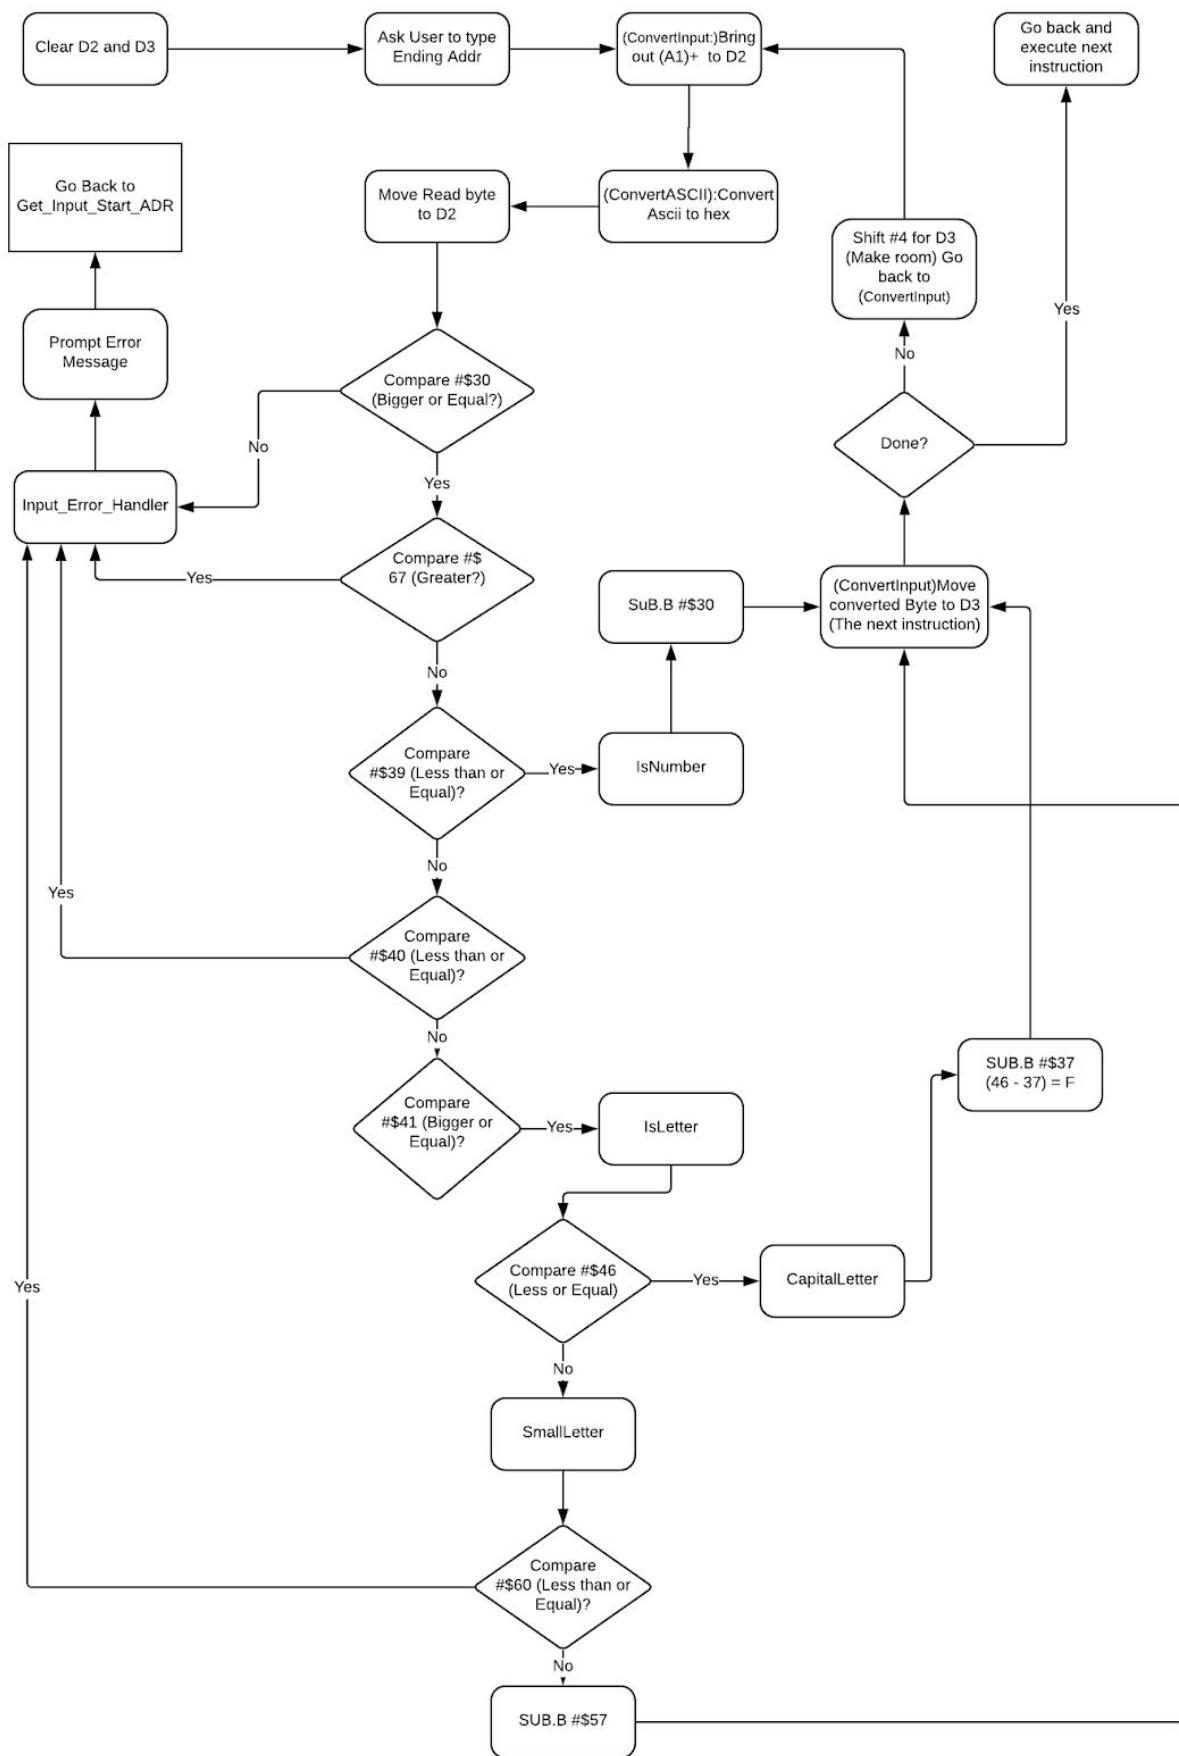 Clear D2 and D3
Ask User to type
Ending Addr
(ConvertInput:)Bring
out (A1)+ to D2
Go back and
execute next
instruction
Go Back to
Get_Input_Start_ADR
Move Read byte
to D2
(ConvertASCII):Convert
Ascii to hex
Shift #4 for D3
(Make room) Go
back to
(ConvertInput)
Yes
No
Prompt Error
Message
Compare #$30
(Bigger or Equal?)
Done?
No
Yes
Input_Error_Handler
Compare #$
67 (Greater?)
Yes
SuB.B #$30
(ConvertInput)Move
converted Byte to D3
(The next instruction)
No
Compare
#$39 (Less than or
Equal)?
Yes
IsNumber
No
Yes
Compare
#$40 (Less than or
Equal)?
No
SUB.B #$37
(46 - 37) = F
Compare
#$41 (Bigger or
Equal)?
Yes
IsLetter
Yes
Compare #$46
(Less or Equal)
Yes
CapitalLetter
No
SmallLetter
Compare
#$60 (Less than or
Equal)?
No
SUB.B #$57